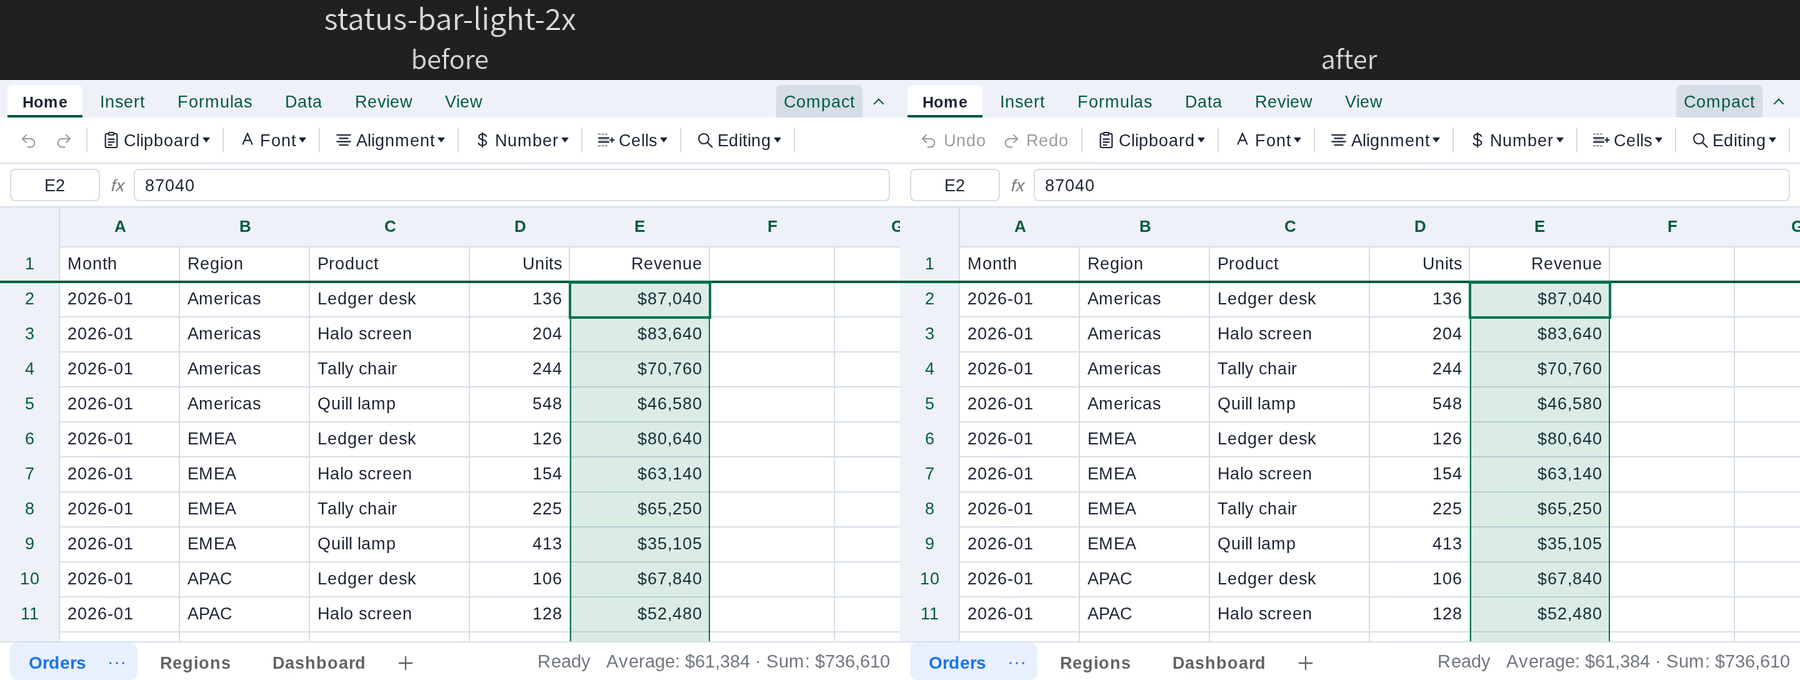 status-bar-light-2x
before
after
Home Insert Formulas Data Review View Compact
Clipboard Font Alignment $ Number Cells Editing
E2 fx 87040
A B C D E F G
1 Month Region Product Units Revenue
2 2026-01 Americas Ledger desk 136 $87,040
3 2026-01 Americas Halo screen 204 $83,640
4 2026-01 Americas Tally chair 244 $70,760
5 2026-01 Americas Quill lamp 548 $46,580
6 2026-01 EMEA Ledger desk 126 $80,640
7 2026-01 EMEA Halo screen 154 $63,140
8 2026-01 EMEA Tally chair 225 $65,250
9 2026-01 EMEA Quill lamp 413 $35,105
10 2026-01 APAC Ledger desk 106 $67,840
11 2026-01 APAC Halo screen 128 $52,480
Orders ... Regions Dashboard + Ready Average: $61,384 · Sum: $736,610
Home Insert Formulas Data Review View Compact
Undo Redo Clipboard A Font Alignment $ Number Cells Editing
E2 fx 87040
A B C D E F G
1 Month Region Product Units Revenue
2 2026-01 Americas Ledger desk 136 $87,040
3 2026-01 Americas Halo screen 204 $83,640
4 2026-01 Americas Tally chair 244 $70,760
5 2026-01 Americas Quill lamp 548 $46,580
6 2026-01 EMEA Ledger desk 126 $80,640
7 2026-01 EMEA Halo screen 154 $63,140
8 2026-01 EMEA Tally chair 225 $65,250
9 2026-01 EMEA Quill lamp 413 $35,105
10 2026-01 APAC Ledger desk 106 $67,840
11 2026-01 APAC Halo screen 128 $52,480
Orders ... Regions Dashboard + Ready Average: $61,384 · Sum: $736,610